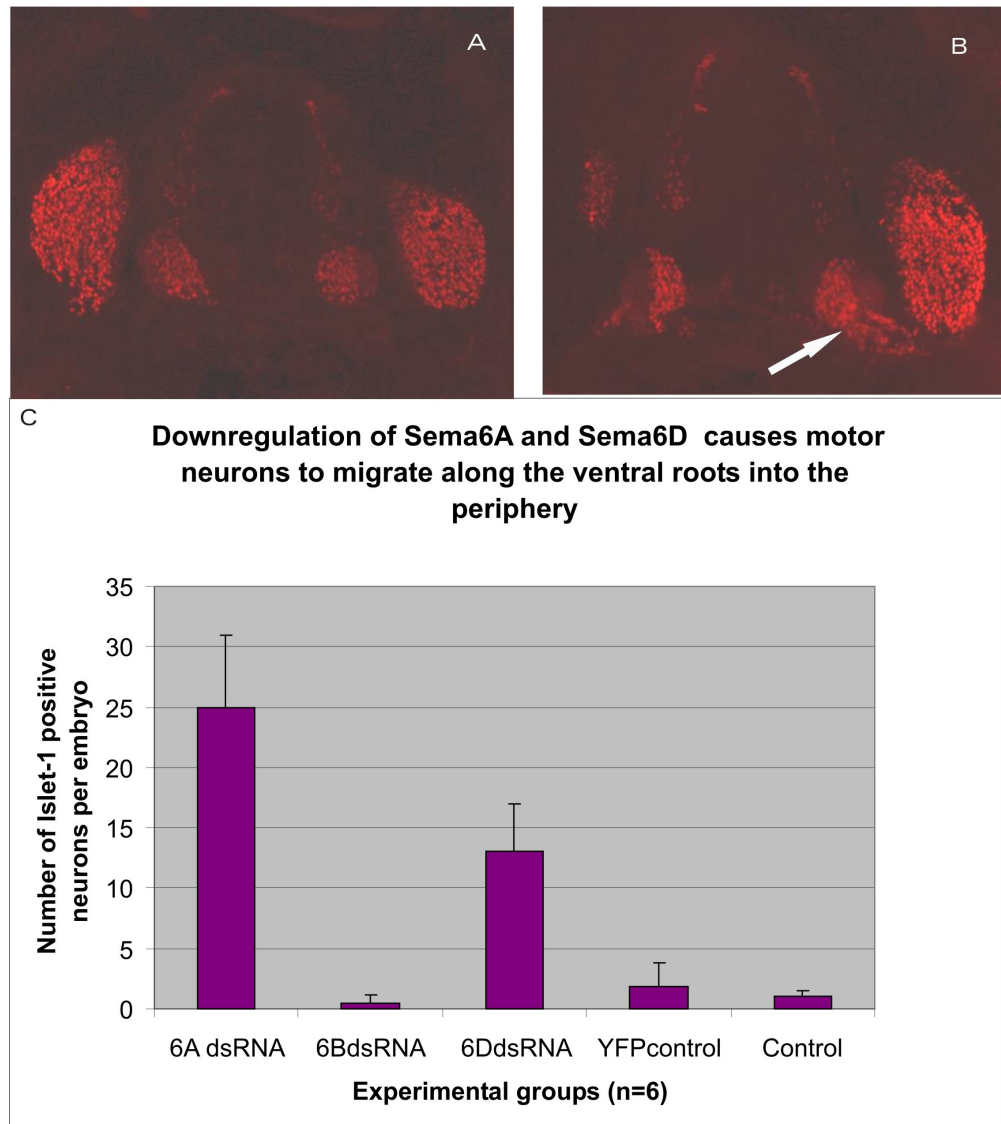 A
B
C
Downregulation of Sema6A and Sema6D causes motor
neurons to migrate along the ventral roots into the
periphery
Number of Islet-1 positive
neurons per embryo
35
30
25
20
15
10
5
0
6A dsRNA 6BdsRNA 6DdsRNA YFPcontrol Control
Experimental groups (n=6)